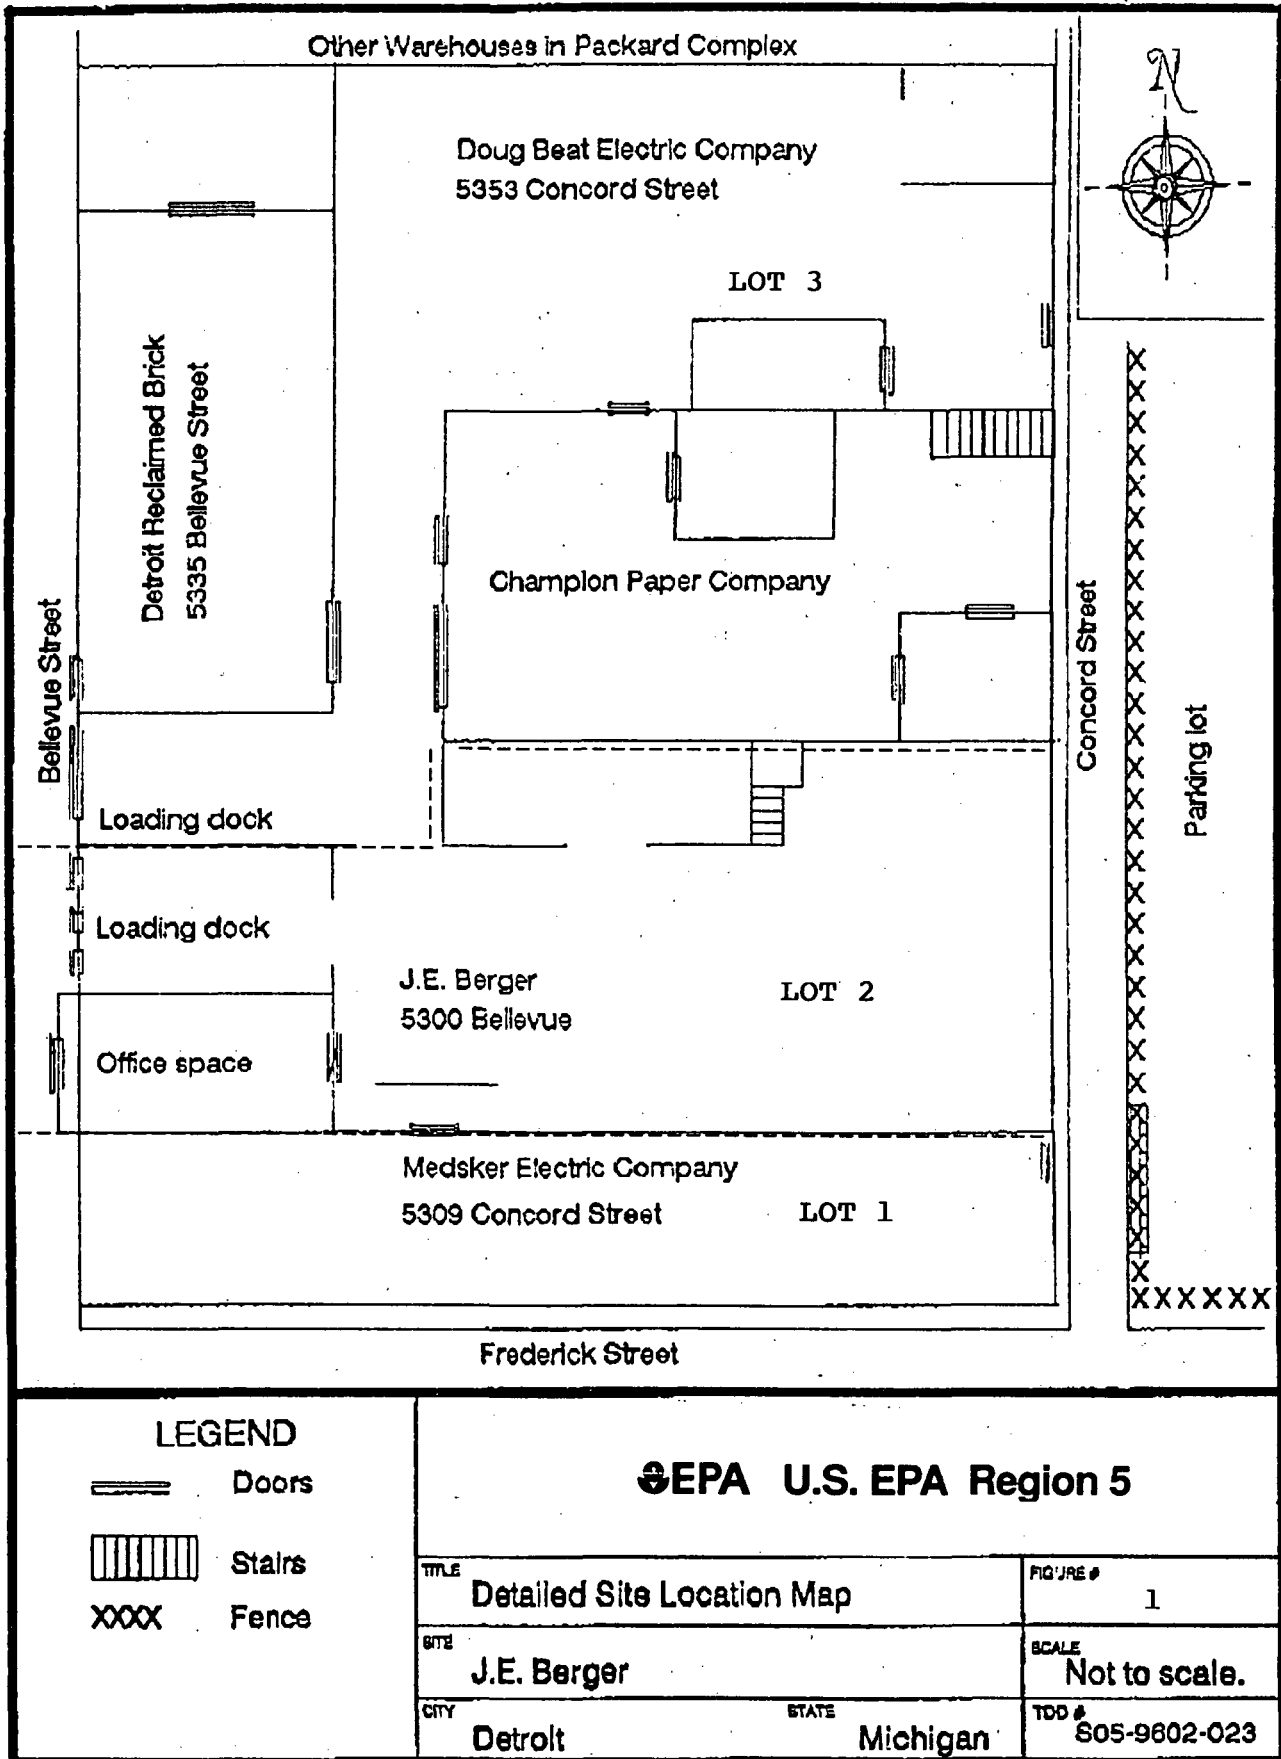 Other Warehouses in Packard Complex
N
Doug Beat Electric Company
5353 Concord Street
LOT 3
Detroit Reclaimed Brick
5335 Bellevue Street
Champion Paper Company
Bellevue Street
Concord Street
Parking lot
Loading dock
Loading dock
J.E. Berger
5300 Bellevue
LOT 2
Office space
Medsker Electric Company
5309 Concord Street
LOT 1
XXXXXX
Frederick Street
LEGEND
Doors
Stairs
XXXX Fence
EPA U.S. EPA Region 5
TITLE
Detailed Site Location Map
FIGURE #
1
SITE
J.E. Berger
SCALE
Not to scale.
CITY
Detroit
STATE
Michigan
TDD #
S05-9602-023